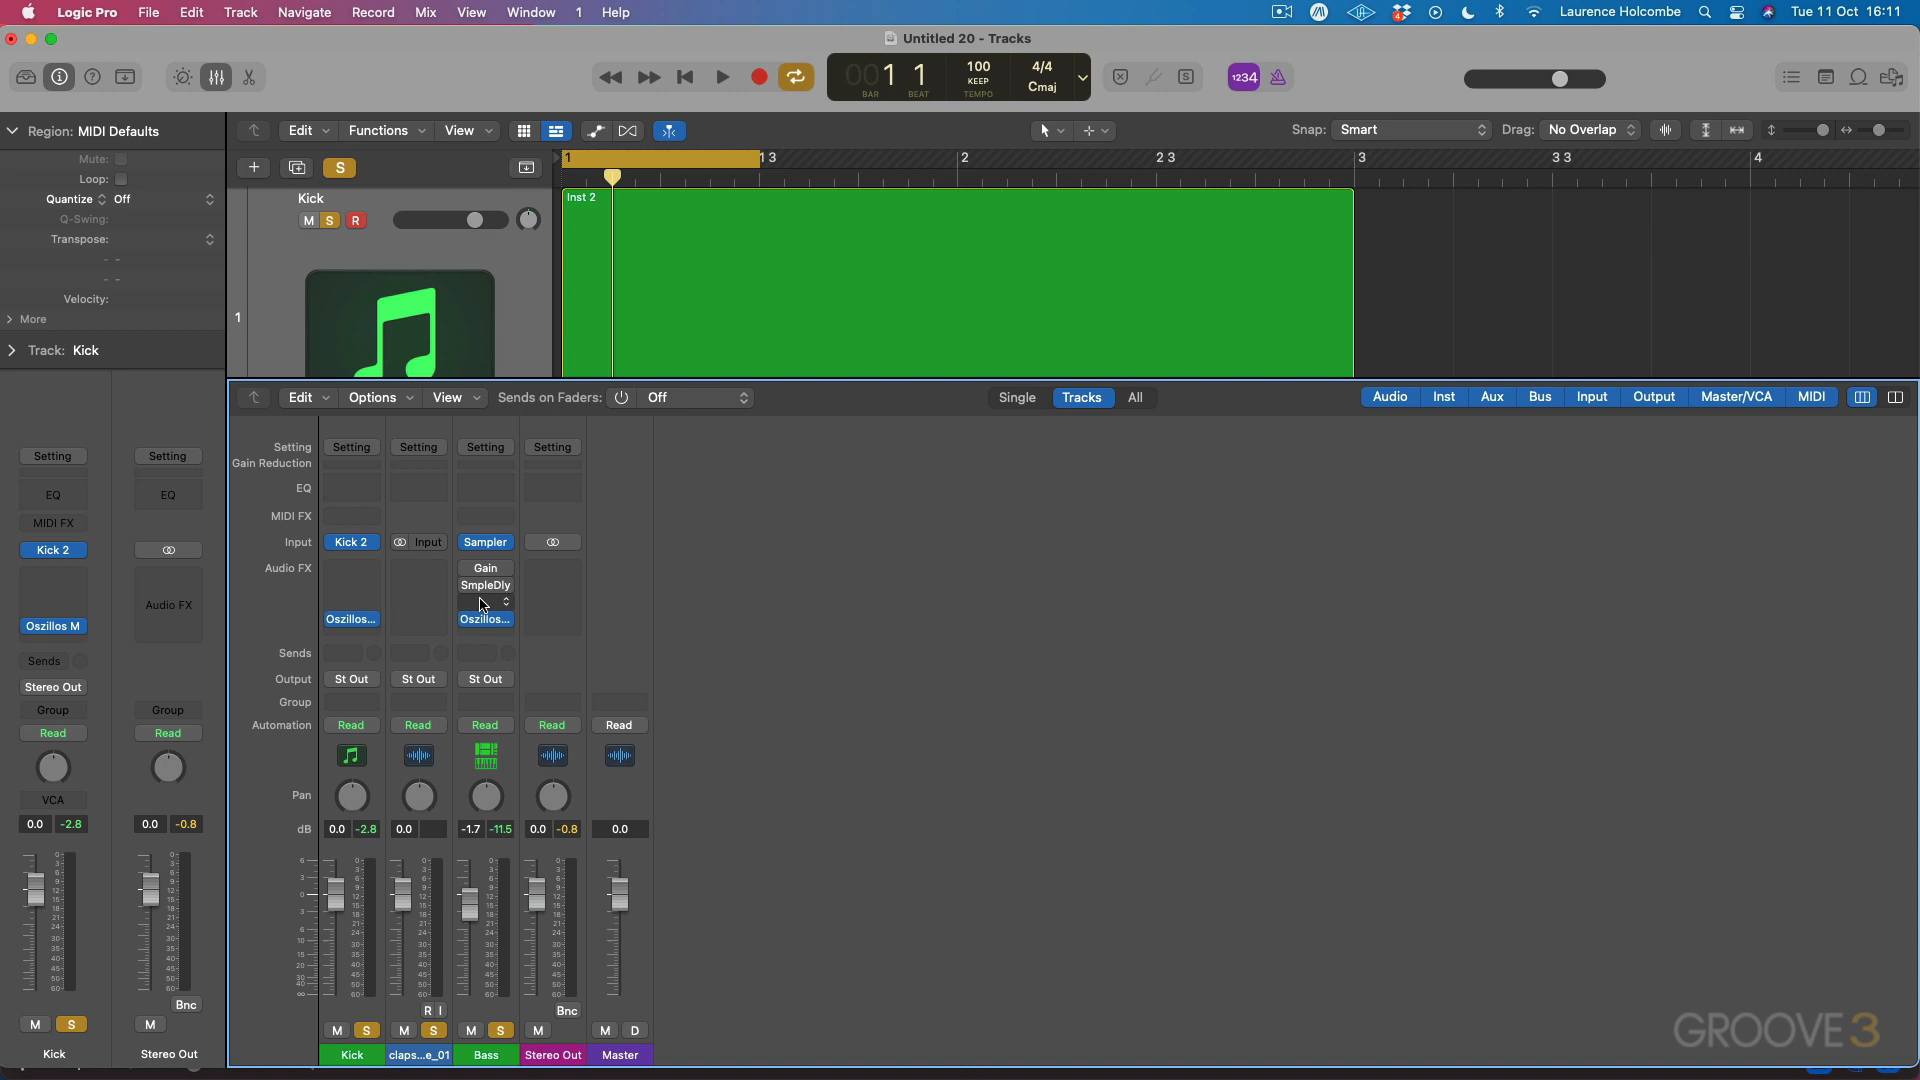 Logic Pro File Edit Track Navigate Record Mix View Window 1 Help
4 Laurence Holcombe Tue 11 Oct 16:11
Untitled 20 - Tracks
001 1 100 4/4
KEEP Cmaj
BAR BEAT TEMPO
1234
S
Region: MIDI Defaults
Mute:
Loop:
Quantize Off
Q-Swing:
Transpose:
- -
- -
Velocity:
More
Track: Kick
Edit Functions View
Snap: Smart Drag: No Overlap
S
1 1 3 2 2 3 3 3 3 4
Kick
M S R
Inst 2
1
Edit Options View Sends on Faders: Off
Single Tracks All
Audio Inst Aux Bus Input Output Master/VCA MIDI
Setting Setting
EQ EQ
MIDI FX
Kick 2
Audio FX
Oszillos M
Sends
Stereo Out
Group Group
Read Read
VCA
0.0 -2.8 0.0 -0.8
Bnc
M S M
Kick Stereo Out
Setting Setting Setting Setting Setting
Gain Reduction
EQ
MIDI FX
Input Kick 2 Input Sampler
Audio FX Gain
SmpleDly
Oszillos... Oszillos...
Sends
Output St Out St Out St Out
Group
Automation Read Read Read Read Read
Pan
dB 0.0 -2.8 0.0 -1.7 -11.5 0.0 -0.8 0.0
R I Bnc
M S M S M S M M D
Kick claps...e_01 Bass Stereo Out Master
GROOVE3